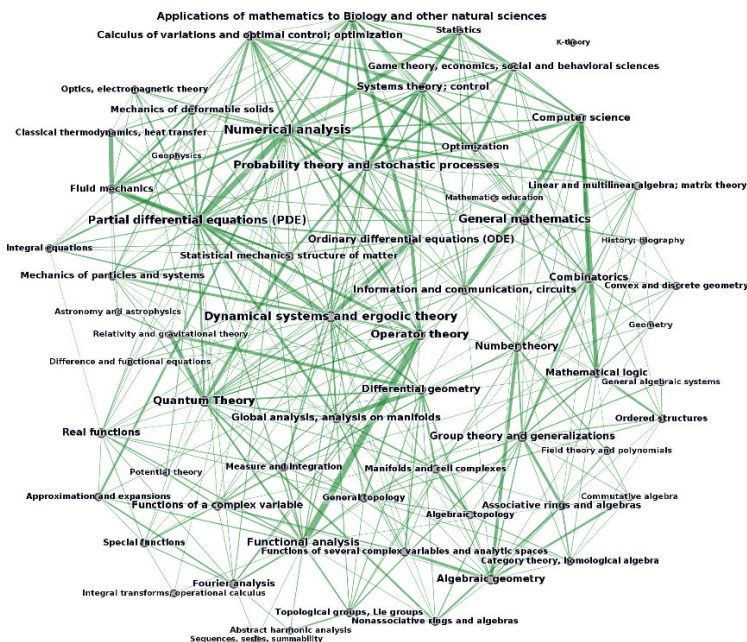 Applications of mathematics to Biology and other natural sciences
Statistics
Calculus of variations and optimal control; optimization
K-theory
Game theory, economics, social and behavioral sciences
Optics, electromagnetic theory
Systems theory; control
Mechanics of deformable solids
Computer science
Classical thermodynamics, heat transfer
Numerical analysis
Optimization
Geophysics
Probability theory and stochastic processes
Fluid mechanics
Linear and multilinear algebra; matrix theory
Mathematics education
Partial differential equations (PDE)
General mathematics
Ordinary differential equations (ODE)
History; biography
Integral equations
Statistical mechanics, structure of matter
Mechanics of particles and systems
Combinatorics
Information and communication, circuits
Convex and discrete geometry
Astronomy and astrophysics
Dynamical systems and ergodic theory
Geometry
Relativity and gravitational theory
Operator theory
Number theory
Difference and functional equations
Mathematical logic
General algebraic systems
Differential geometry
Quantum Theory
Global analysis, analysis on manifolds
Ordered structures
Real functions
Group theory and generalizations
Field theory and polynomials
Potential theory
Measure and integration
Manifolds and cell complexes
Approximation and expansions
General topology
Commutative algebra
Functions of a complex variable
Associative rings and algebras
Algebraic topology
Special functions
Functional analysis
Functions of several complex variables and analytic spaces
Category theory, homological algebra
Fourier analysis
Algebraic geometry
Integral transforms, operational calculus
Topological groups, Lie groups
Nonassociative rings and algebras
Abstract harmonic analysis
Sequences, series, summability